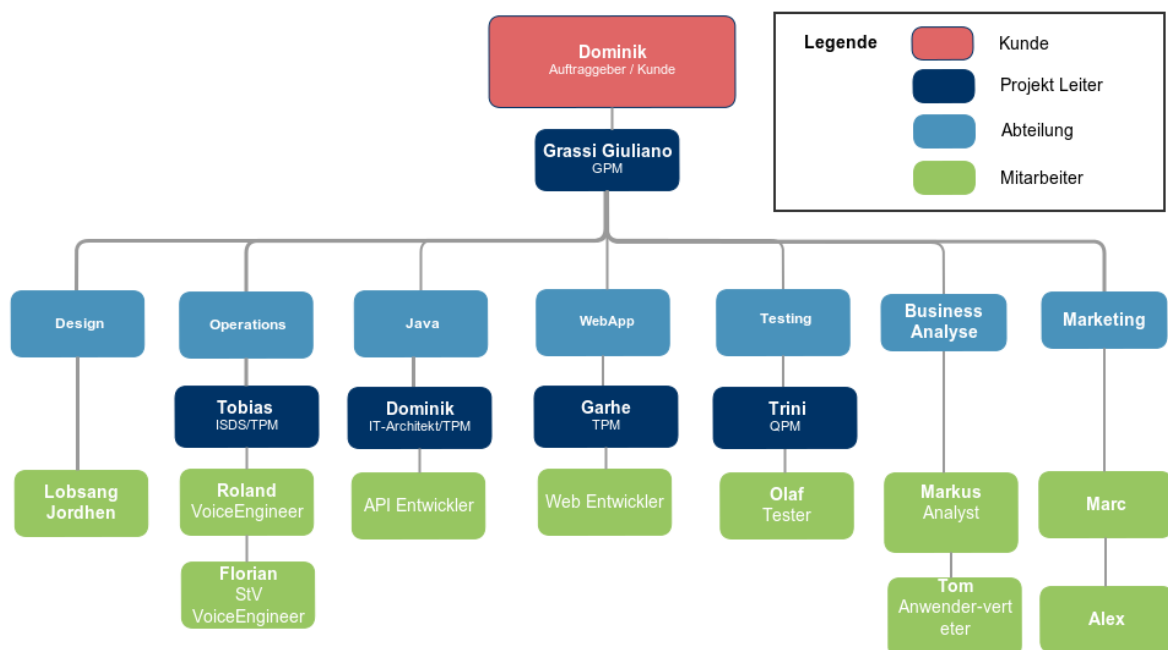 Dominik
Auftraggeber / Kunde
Legende
Kunde
Projekt Leiter
Abteilung
Mitarbeiter
Grassi Giuliano
GPM
Design
Operations
Java
WebApp
Testing
Business
Analyse
Marketing
Tobias
ISDS/TPM
Dominik
IT-Architekt/TPM
Garhe
TPM
Trini
QPM
Lobsang
Jordhen
Roland
VoiceEngineer
API Entwickler
Web Entwickler
Olaf
Tester
Markus
Analyst
Marc
Florian
StV
VoiceEngineer
Tom
Anwender-vert
eter
Alex